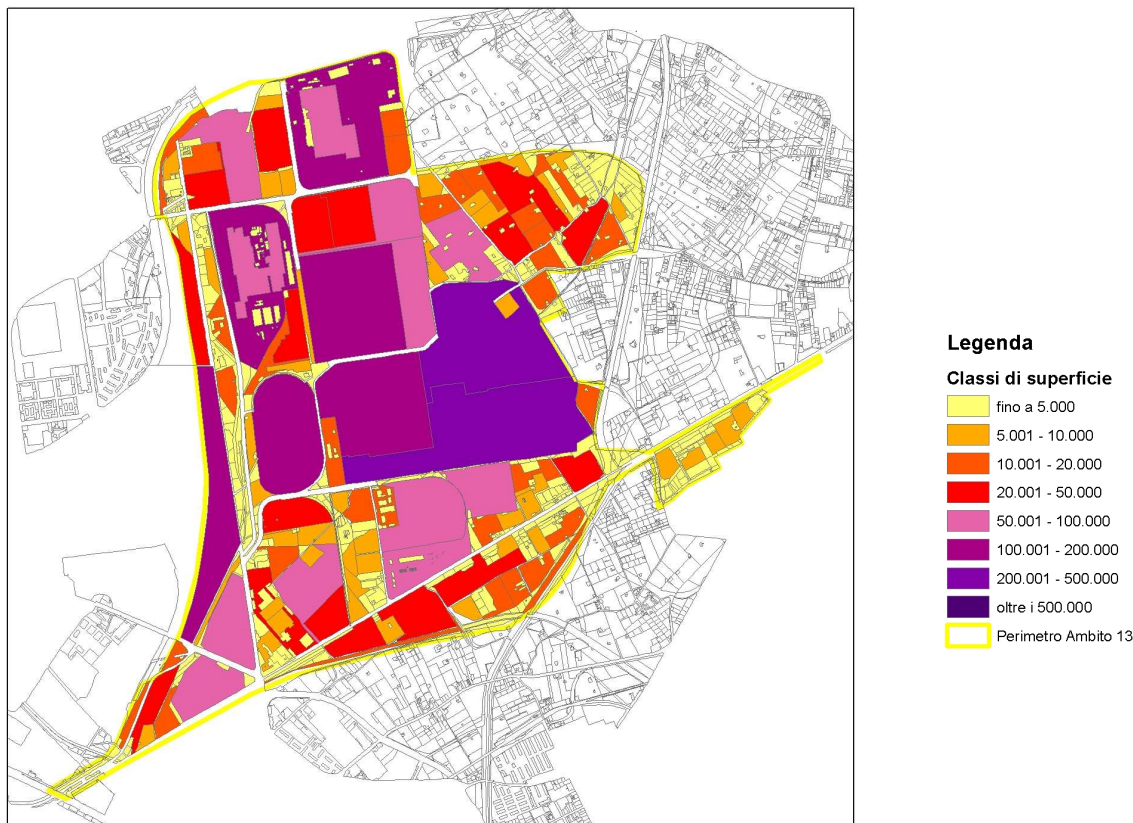 Legenda
Classi di superficie
fino a 5.000
5.001 - 10.000
10.001 - 20.000
20.001 - 50.000
50.001 - 100.000
100.001 - 200.000
200.001 - 500.000
oltre i 500.000
Perimetro Ambito 13